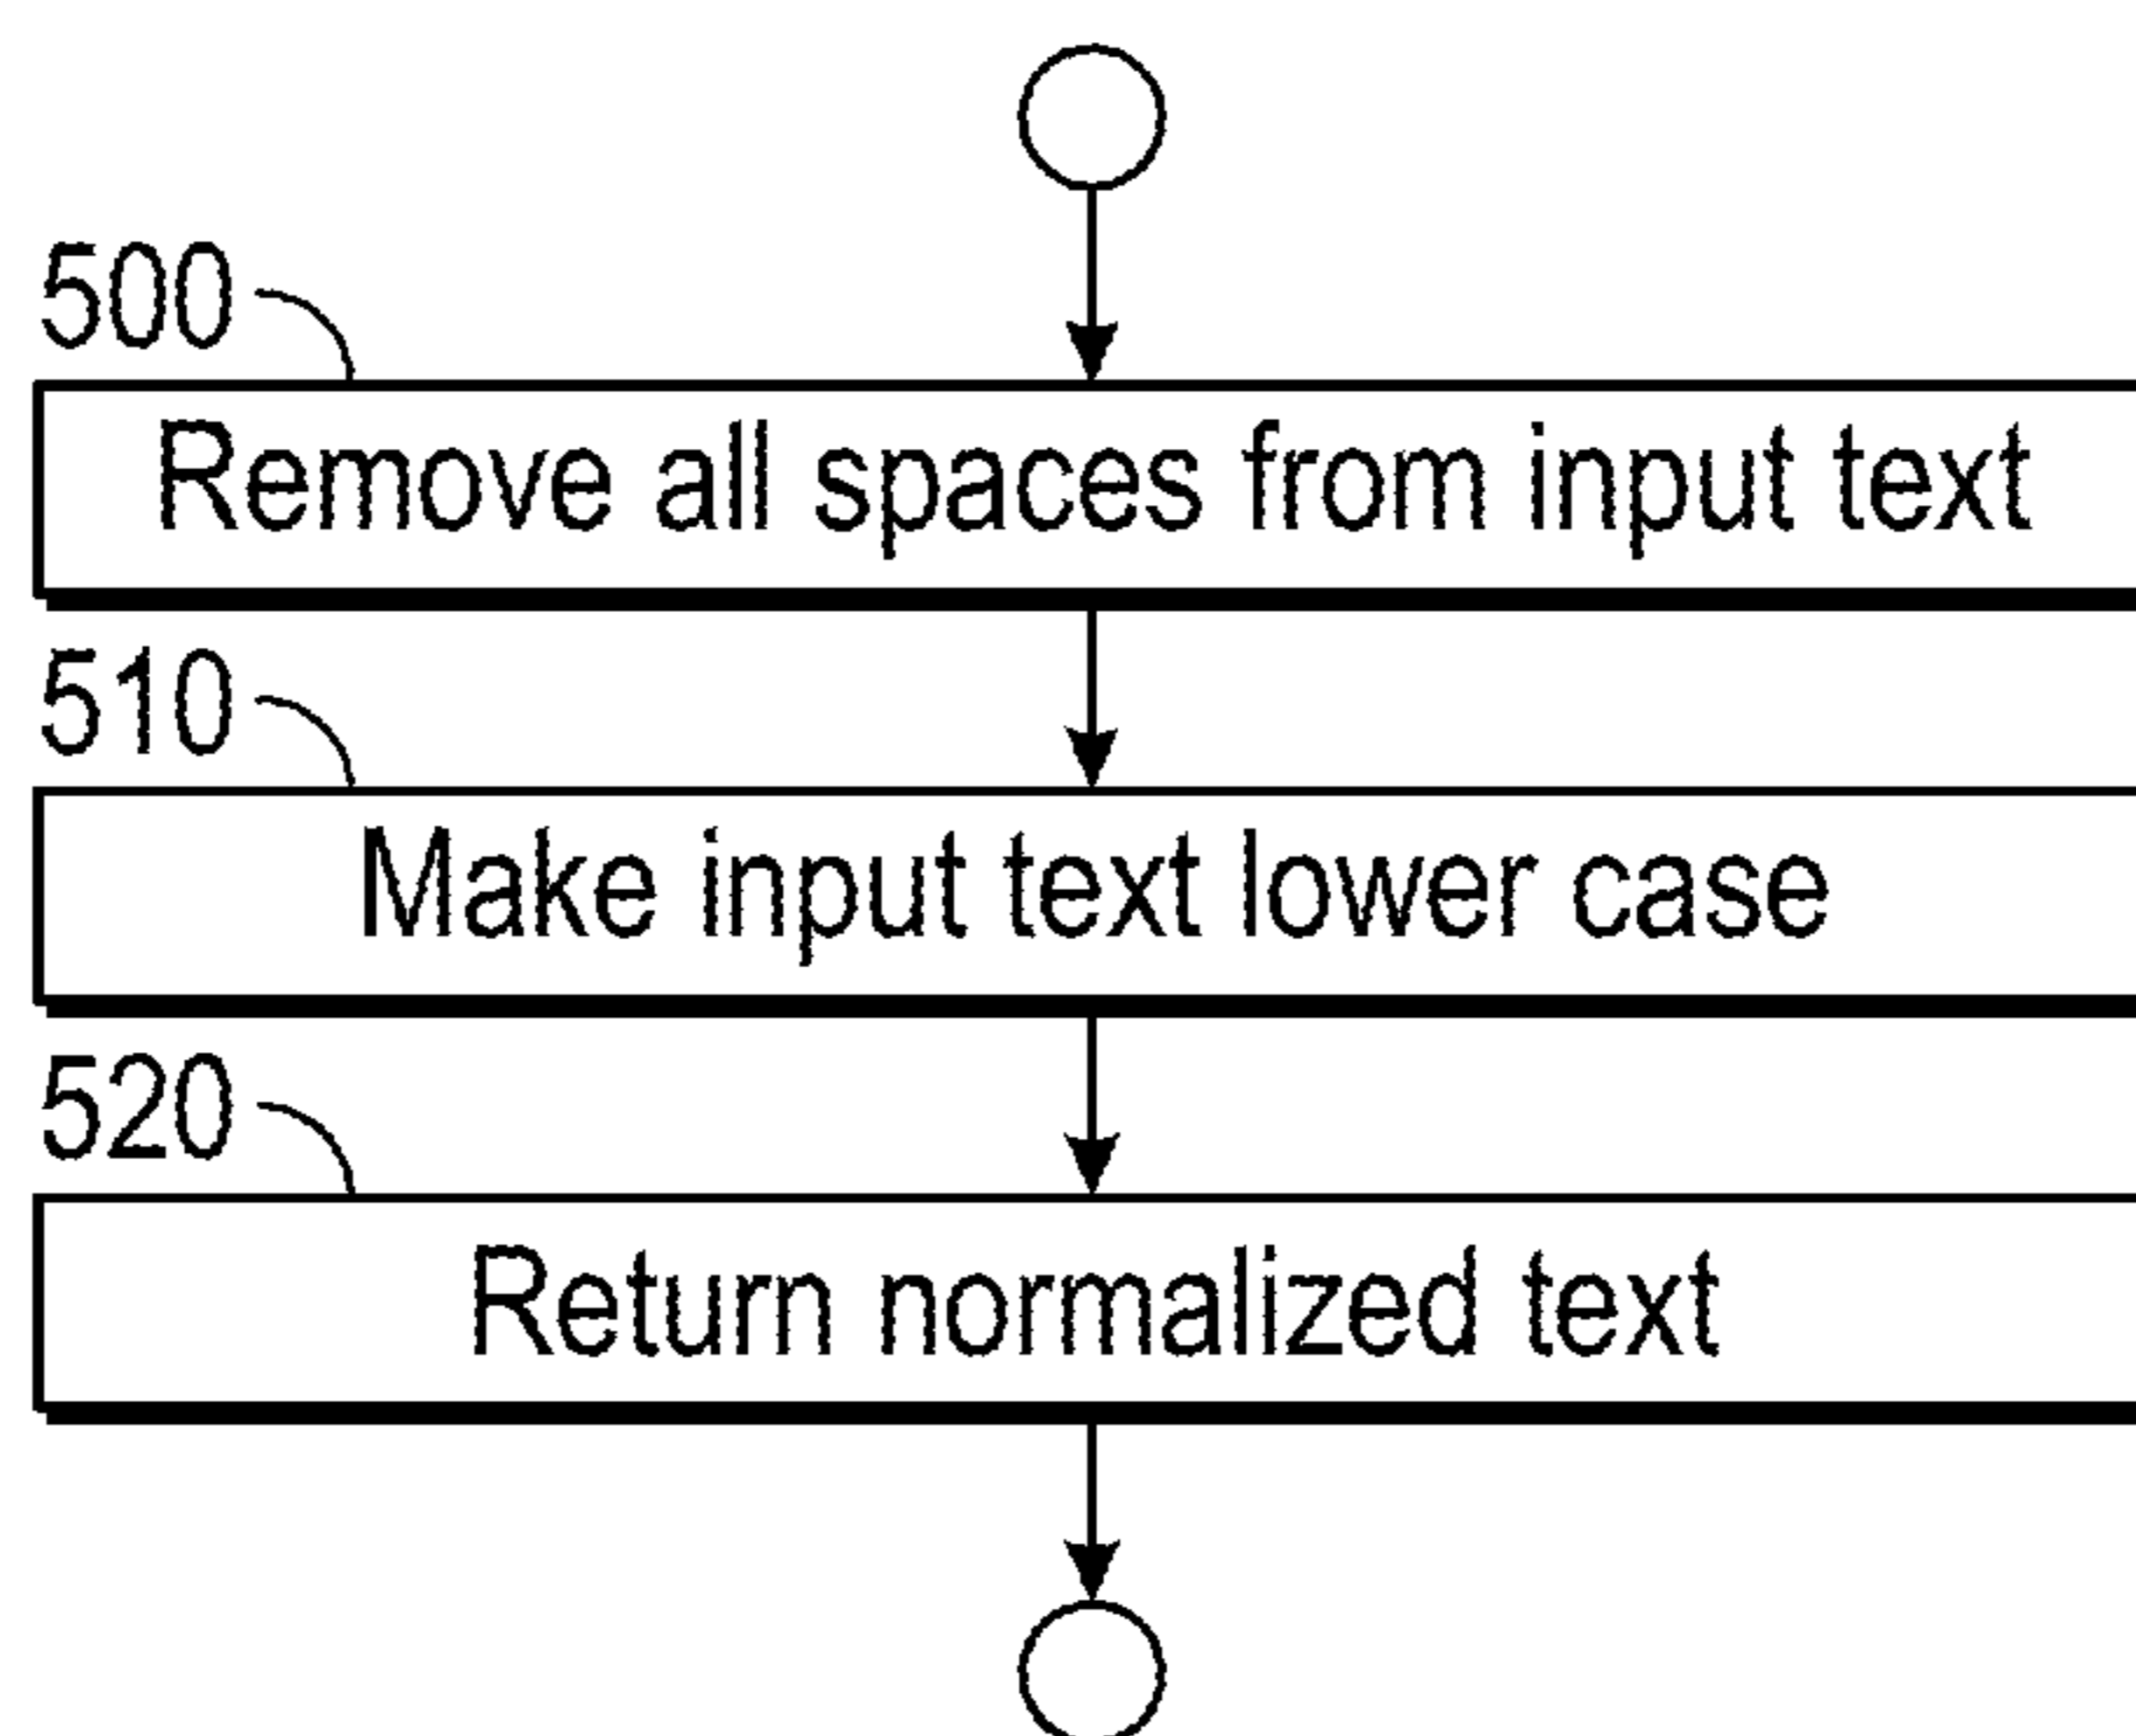 500
Remove all spaces from input text
510
Make input text lower case
520
Return normalized text